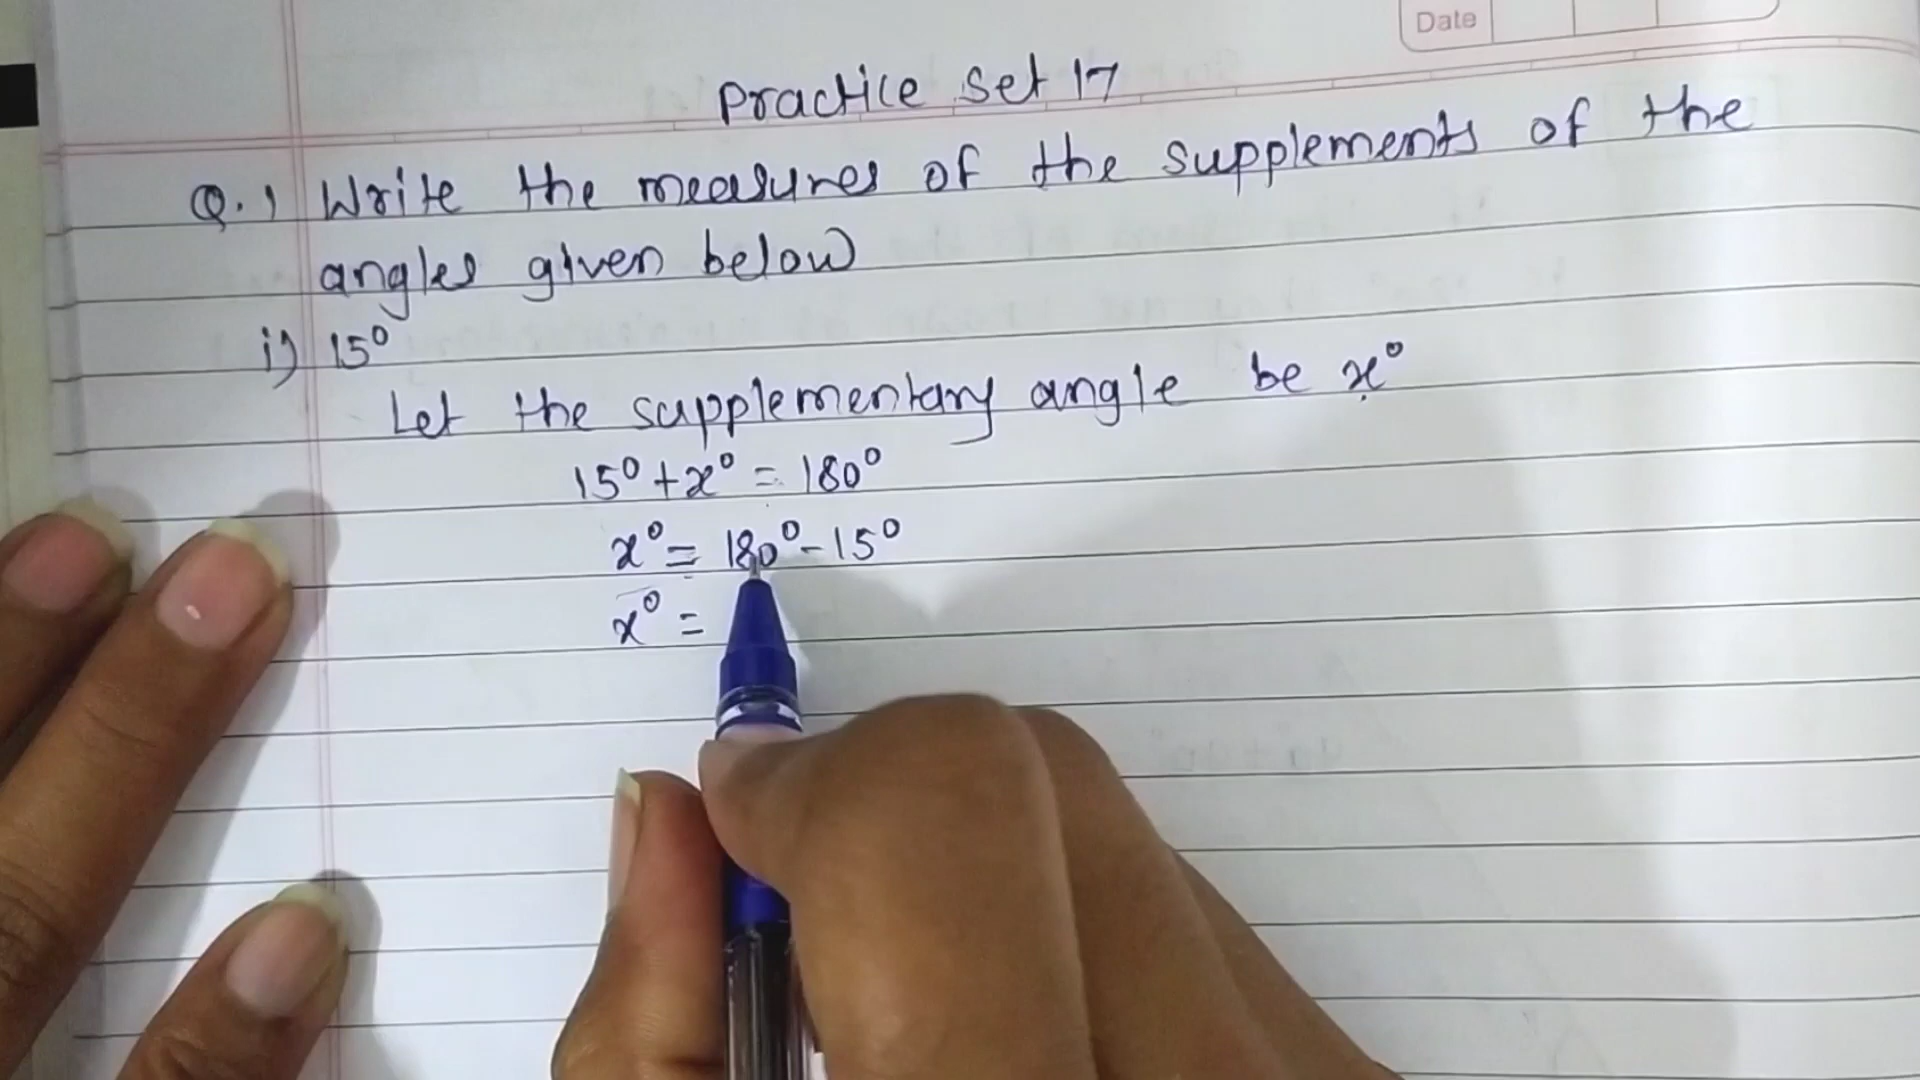 Date
Practice Set 17
Q.1 Write the measures of the supplements of the
angles given below
i) 15°
Let the supplementary angle be x°
15° + x° = 180°
x° = 180° - 15°
x° =